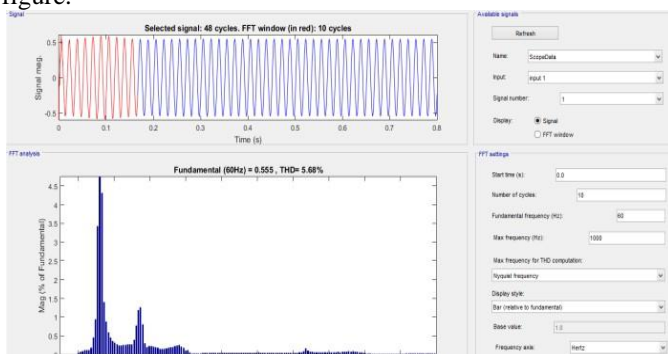 figure.
Signal
Selected signal: 48 cycles. FFT window (in red): 10 cycles
0.5
0
-0.5
Signal mag.
0 0.1 0.2 0.3 0.4 0.5 0.6 0.7 0.8
Time (s)
FFT analysis
Fundamental (60Hz) = 0.555 , THD= 5.68%
4.5
4
3.5
3
2.5
2
1.5
1
0.5
Mag (% of Fundamental)
Available signals
Refresh
Name: ScopeData
Input: input 1
Signal number: 1
Display: Signal
FFT window
FFT settings
Start time (s): 0.0
Number of cycles: 10
Fundamental frequency (Hz): 60
Max frequency (Hz): 1000
Max frequency for THD computation:
Nyquist frequency
Display style:
Bar (relative to fundamental)
Base value: 1.0
Frequency axis: Hertz